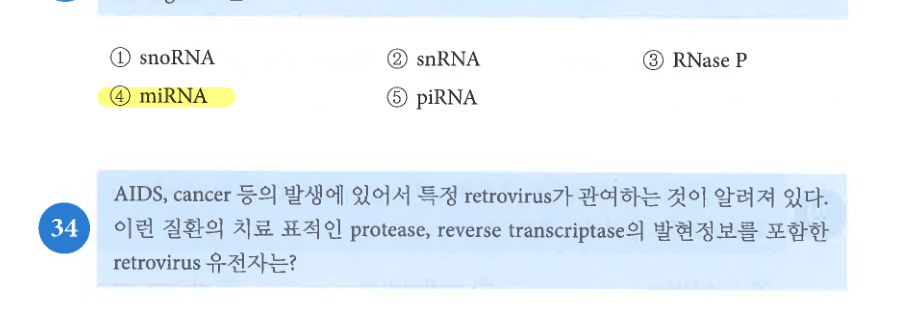 ① snoRNA ② snRNA ③ RNase P
④ miRNA ⑤ piRNA
34
AIDS, cancer 등의 발생에 있어서 특정 retrovirus가 관여하는 것이 알려져 있다.
이런 질환의 치료 표적인 protease, reverse transcriptase의 발현정보를 포함한
retrovirus 유전자는?